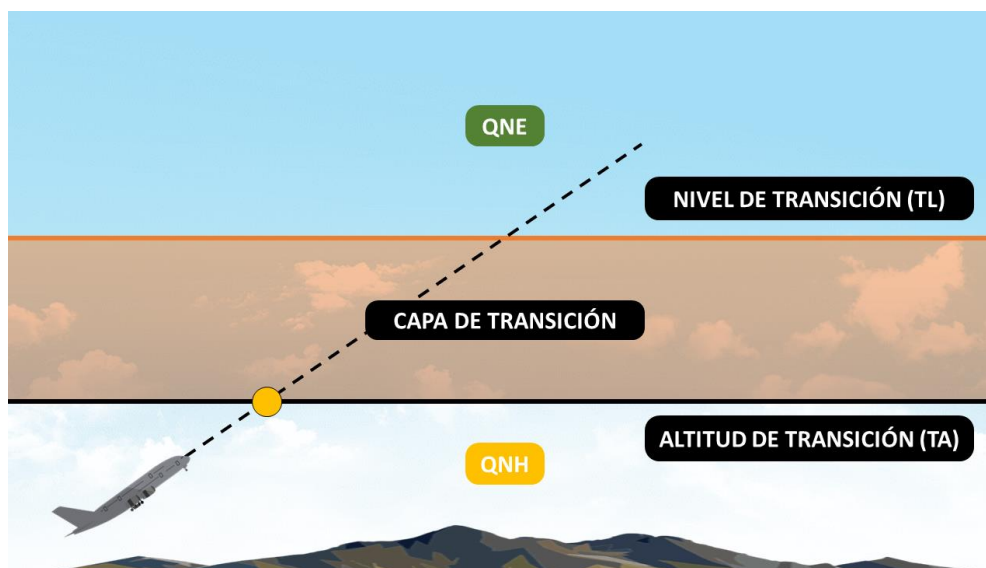 QNE
NIVEL DE TRANSICIÓN (TL)
CAPA DE TRANSICIÓN
ALTITUD DE TRANSICIÓN (TA)
QNH